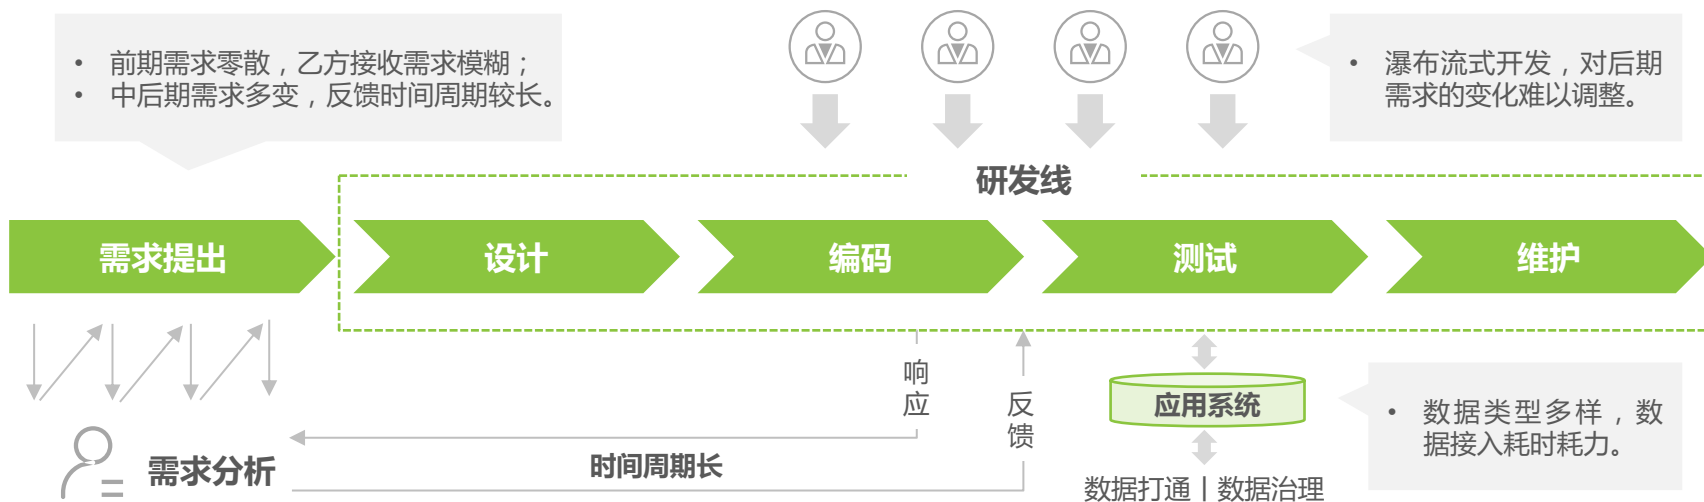 • 前期需求零散，乙方接收需求模糊；
• 中后期需求多变，反馈时间周期较长。
• 瀑布流式开发，对后期
需求的变化难以调整。
研发线
需求提出
设计
编码
测试
维护
响应
反馈
应用系统
• 数据类型多样，数
据接入耗时耗力。
需求分析
时间周期长
数据打通丨数据治理